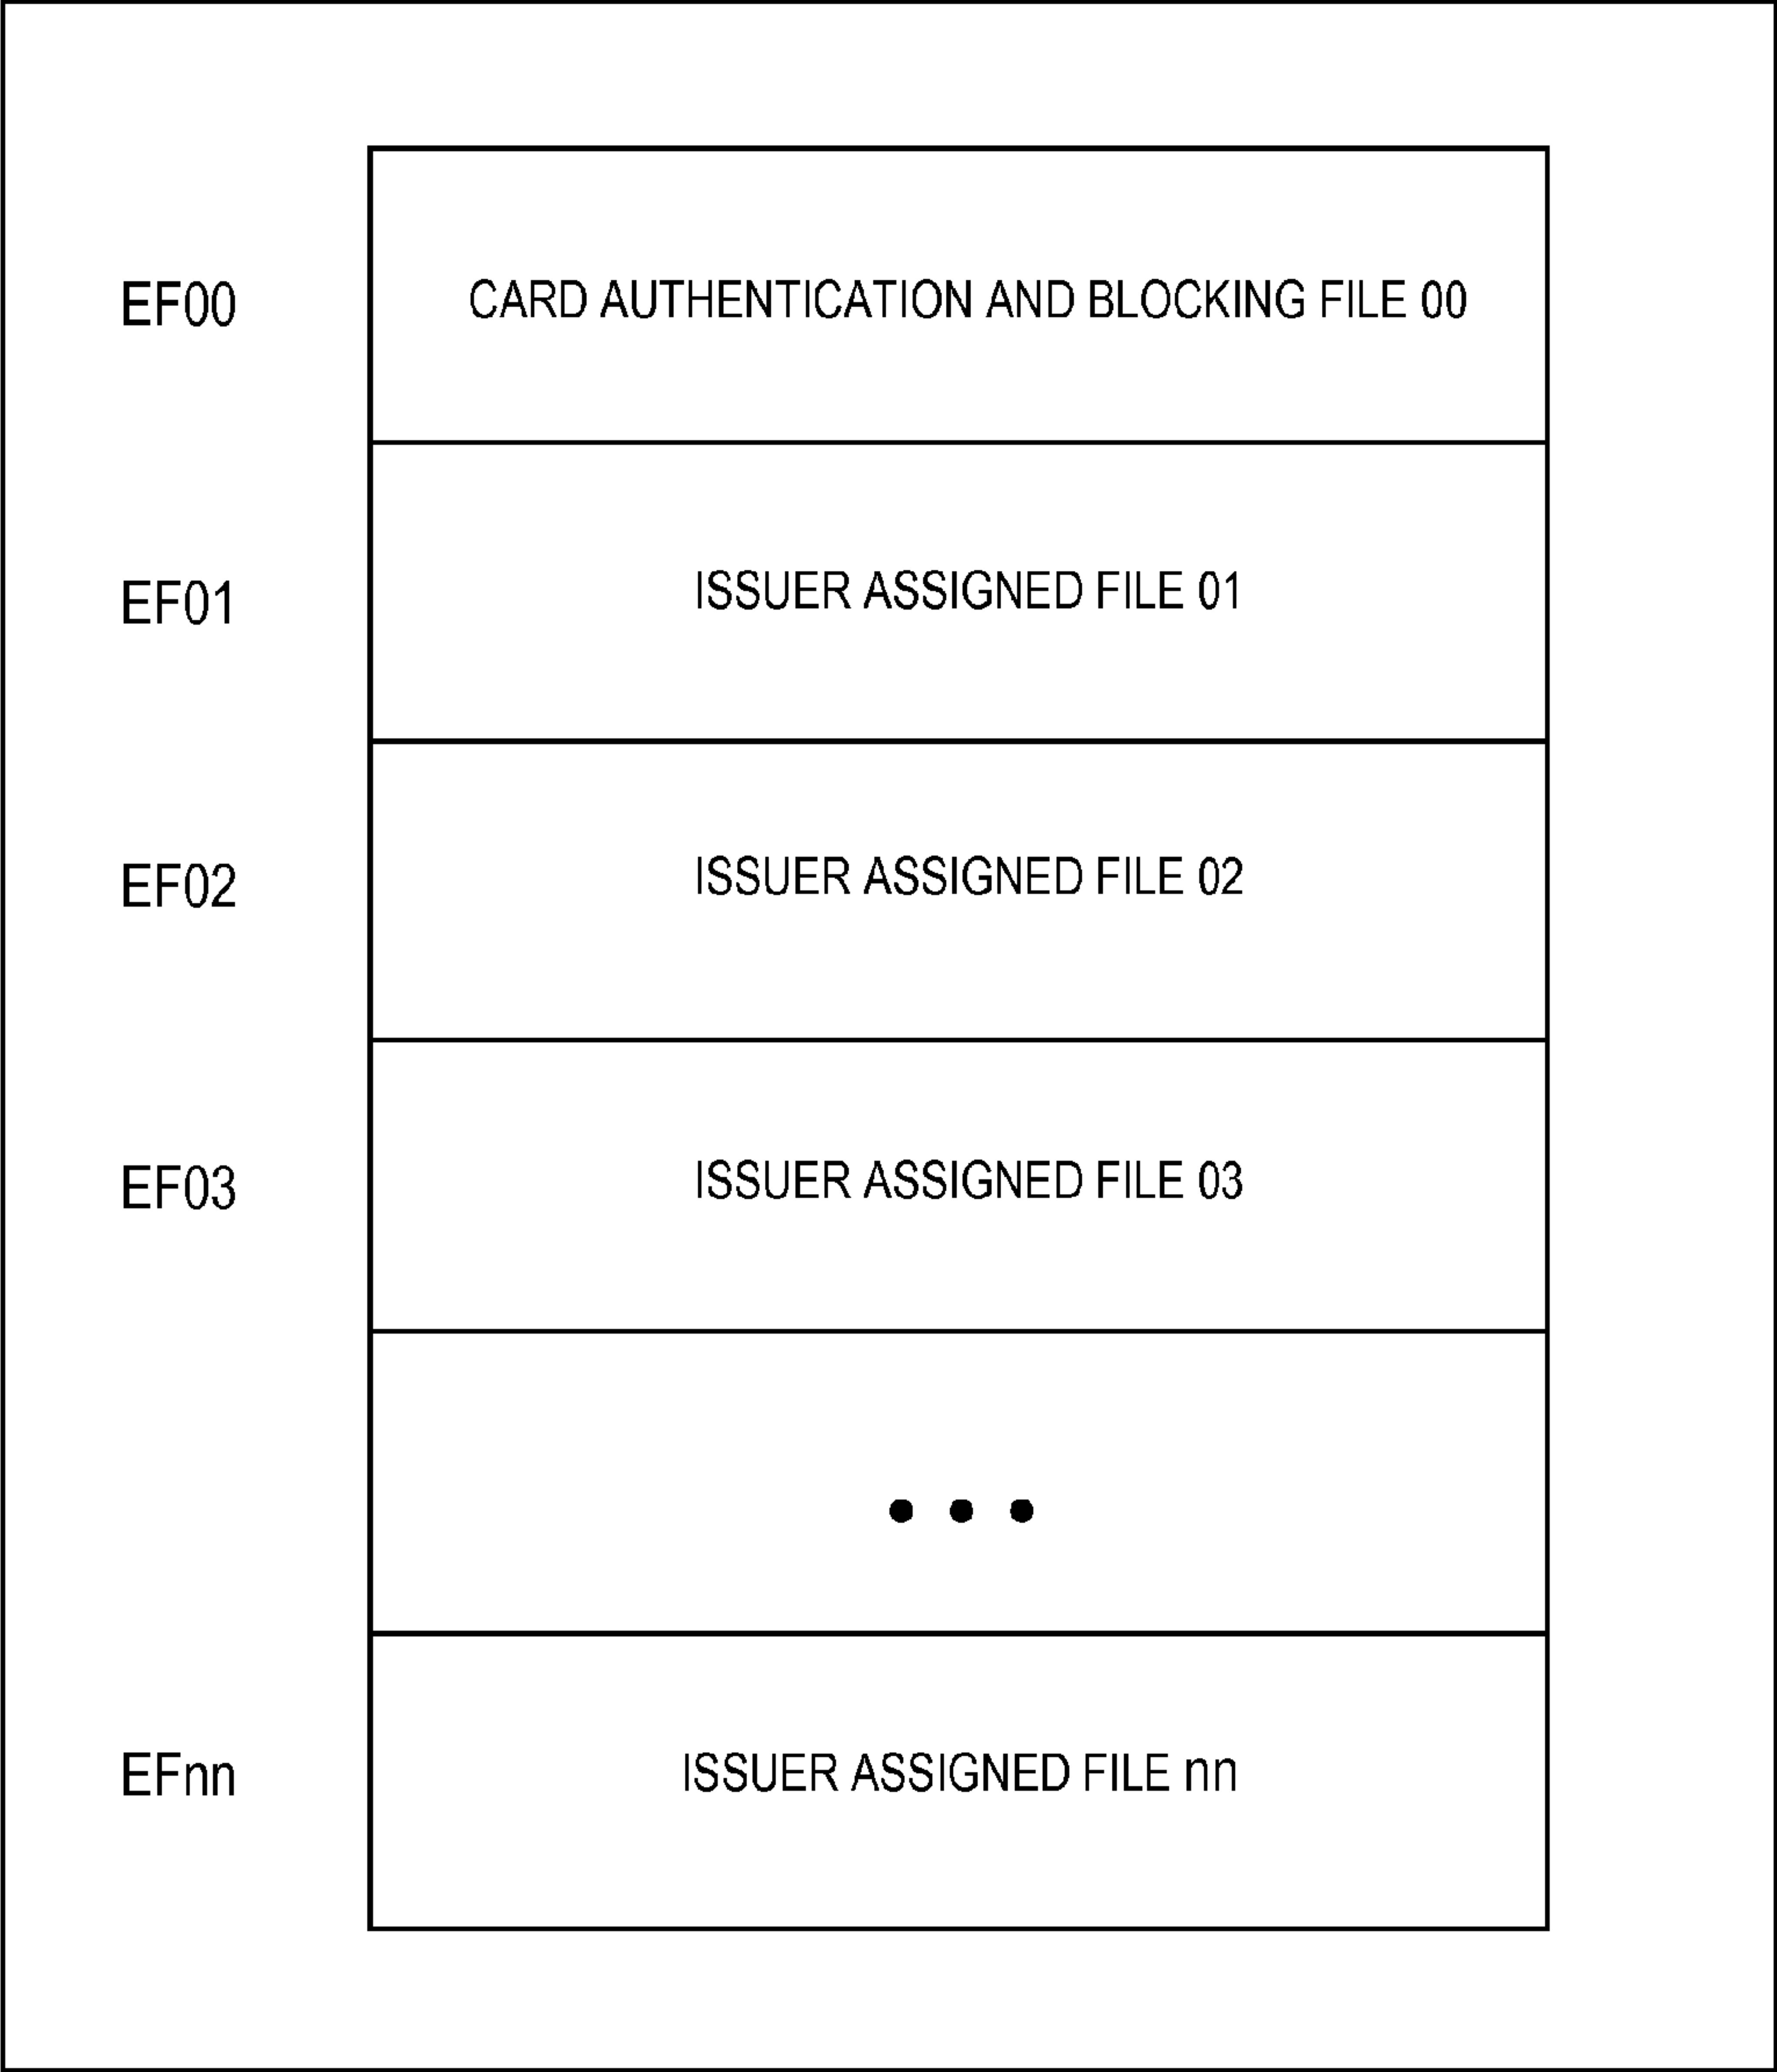 EF00 CARD AUTHENTICATION AND BLOCKING FILE 00
EF01 ISSUER ASSIGNED FILE 01
EF02 ISSUER ASSIGNED FILE 02
EF03 ISSUER ASSIGNED FILE 03
• • •
EFnn ISSUER ASSIGNED FILE nn